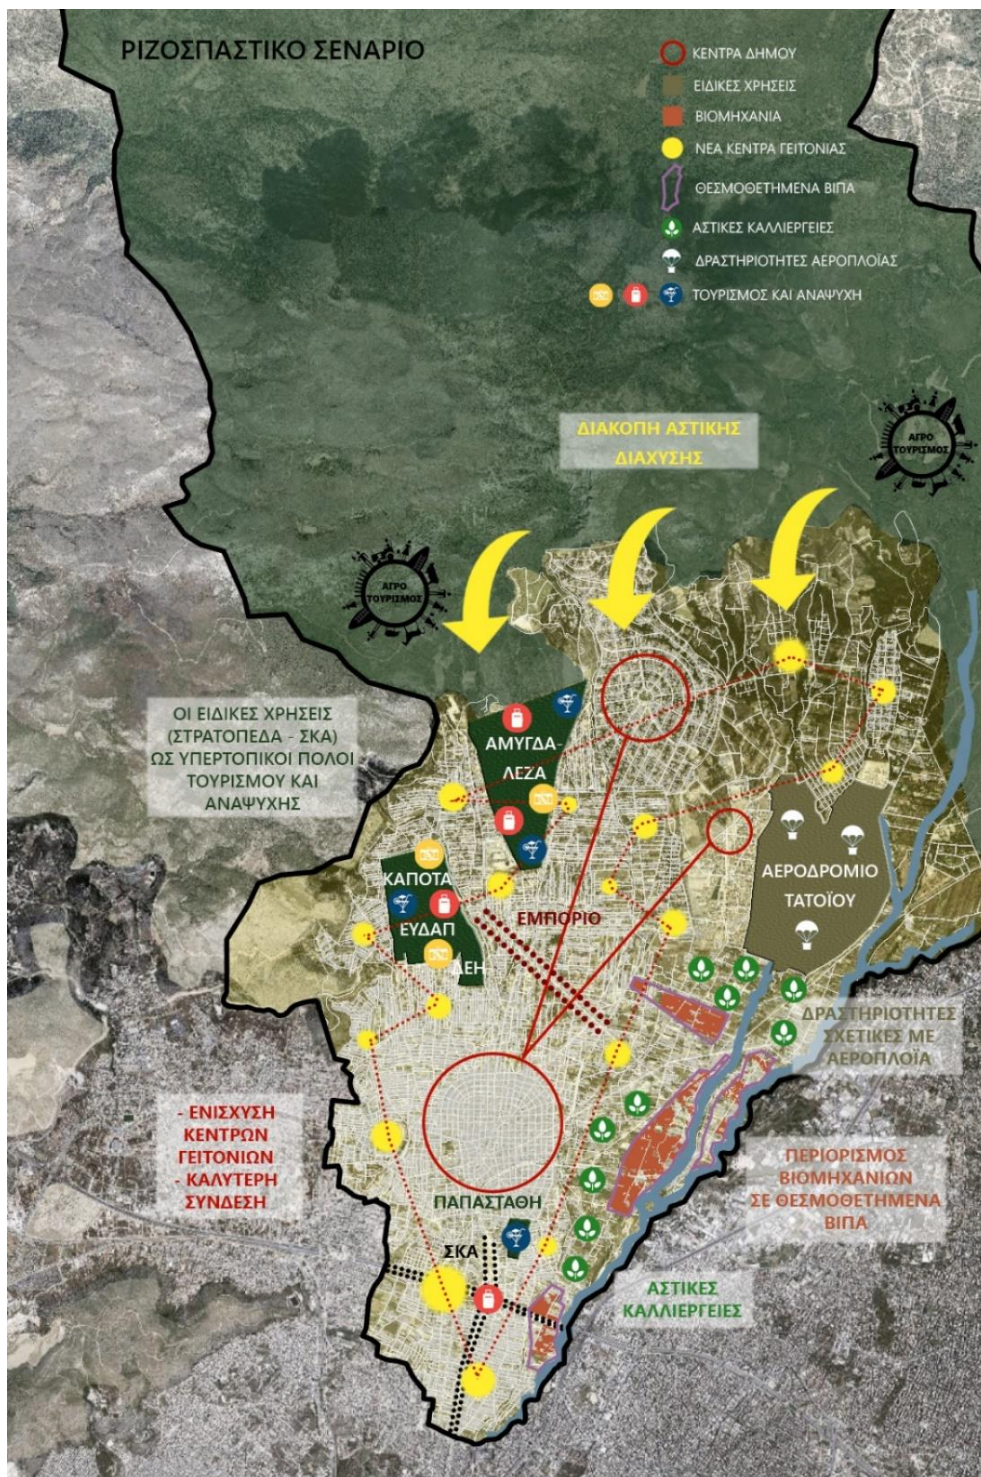 ΡΙΖΟΣΠΑΣΤΙΚΟ ΣΕΝΑΡΙΟ
ΚΕΝΤΡΑ ΔΗΜΟΥ
ΕΙΔΙΚΕΣ ΧΡΗΣΕΙΣ
ΒΙΟΜΗΧΑΝΙΑ
ΝΕΑ ΚΕΝΤΡΑ ΓΕΙΤΟΝΙΑΣ
ΘΕΣΜΟΘΕΤΗΜΕΝΑ ΒΙΠΑ
ΑΣΤΙΚΕΣ ΚΑΛΛΙΕΡΓΕΙΕΣ
ΔΡΑΣΤΗΡΙΟΤΗΤΕΣ ΑΕΡΟΠΛΟΪΑΣ
ΤΟΥΡΙΣΜΟΣ ΚΑΙ ΑΝΑΨΥΧΗ
ΔΙΑΚΟΠΗ ΑΣΤΙΚΗΣ
ΔΙΑΧΥΣΗΣ
ΑΓΡΟ
ΤΟΥΡΙΣΜΟΣ
ΑΓΡΟ
ΤΟΥΡΙΣΜΟΣ
ΟΙ ΕΙΔΙΚΕΣ ΧΡΗΣΕΙΣ
(ΣΤΡΑΤΟΠΕΔΑ - ΣΚΑ)
ΩΣ ΥΠΕΡΤΟΠΙΚΟΙ ΠΟΛΟΙ
ΤΟΥΡΙΣΜΟΥ ΚΑΙ
ΑΝΑΨΥΧΗΣ
ΑΜΥΓΔΑ-
ΛΕΖΑ
ΚΑΠΟΤΑ
ΕΥΔΑΠ
ΔΕΗ
ΕΜΠΟΡΙΟ
ΑΕΡΟΔΡΟΜΙΟ
ΤΑΤΟΪΟΥ
ΔΡΑΣΤΗΡΙΟΤΗΤΕΣ
ΣΧΕΤΙΚΕΣ ΜΕ
ΑΕΡΟΠΛΟΪΑ
- ΕΝΙΣΧΥΣΗ
ΚΕΝΤΡΩΝ
ΓΕΙΤΟΝΙΩΝ
- ΚΑΛΥΤΕΡΗ
ΣΥΝΔΕΣΗ
ΠΕΡΙΟΡΙΣΜΟΣ
ΒΙΟΜΗΧΑΝΙΩΝ
ΣΕ ΘΕΣΜΟΘΕΤΗΜΕΝΑ
ΒΙΠΑ
ΠΑΠΑΣΤΑΘΗ
ΣΚΑ
ΑΣΤΙΚΕΣ
ΚΑΛΛΙΕΡΓΕΙΕΣ